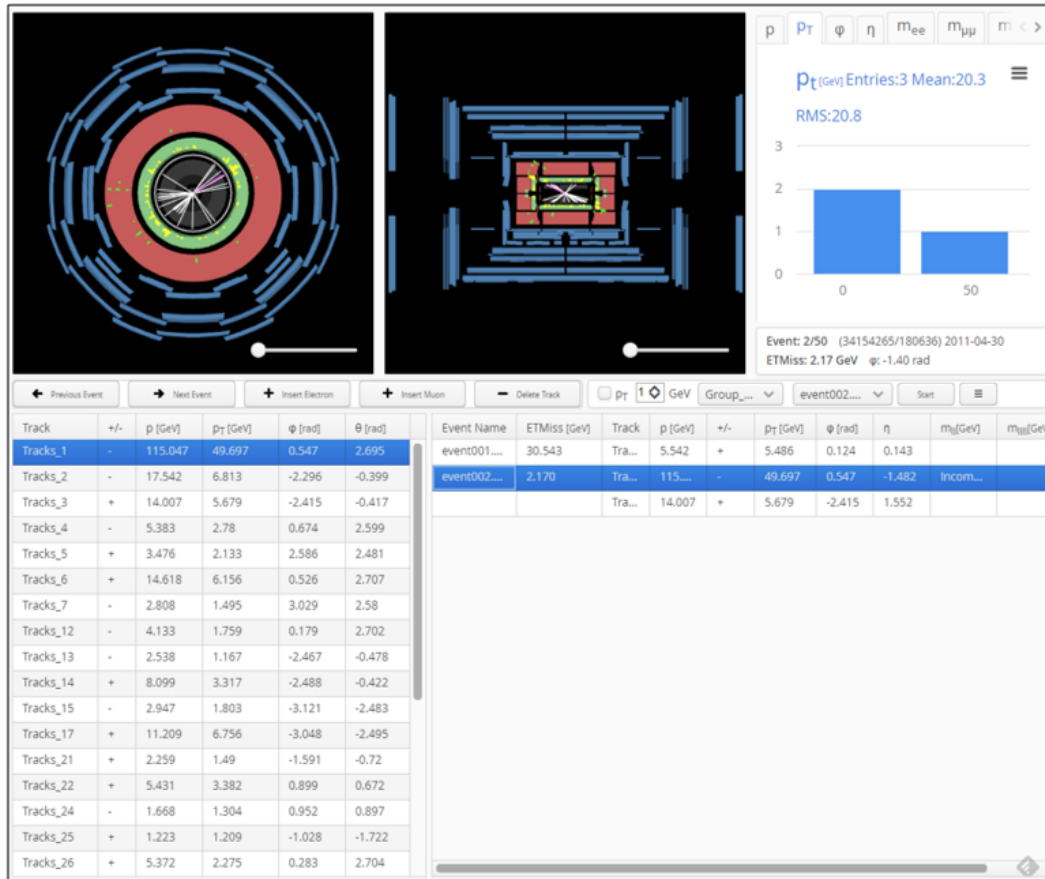 p pT φ η mee mμμ m < >
pt [GeV] Entries:3 Mean:20.3
RMS:20.8
3
2
1
0
0 50
Event: 2/50 (34154265/180636) 2011-04-30
ETMiss: 2.17 GeV φ: -1.40 rad
Previous Event Next Event Insert Electron Insert Muon Delete Track pT 1 GeV Group_... event002.... Start
Track +/- p [GeV] pT [GeV] φ [rad] θ [rad]
Tracks_1 - 115.047 49.697 0.547 2.695
Tracks_2 - 17.542 6.813 -2.296 -0.399
Tracks_3 + 14.007 5.679 -2.415 -0.417
Tracks_4 - 5.383 2.78 0.674 2.599
Tracks_5 + 3.476 2.133 2.586 2.481
Tracks_6 + 14.618 6.156 0.526 2.707
Tracks_7 - 2.808 1.495 3.029 2.58
Tracks_12 - 4.133 1.759 0.179 2.702
Tracks_13 - 2.538 1.167 -2.467 -0.478
Tracks_14 + 8.099 3.317 -2.488 -0.422
Tracks_15 - 2.947 1.803 -3.121 -2.483
Tracks_17 + 11.209 6.756 -3.048 -2.495
Tracks_21 + 2.259 1.49 -1.591 -0.72
Tracks_22 + 5.431 3.382 0.899 0.672
Tracks_24 - 1.668 1.304 0.952 0.897
Tracks_25 + 1.223 1.209 -1.028 -1.722
Tracks_26 + 5.372 2.275 0.283 2.704
Event Name ETMiss [GeV] Track p [GeV] +/- pT [GeV] φ [rad] η mll[GeV] mllll[GeV
event001.... 30.543 Tra... 5.542 + 5.486 0.124 0.143
event002.... 2.170 Tra... 115.... - 49.697 0.547 -1.482 Incom...
Tra... 14.007 + 5.679 -2.415 1.552